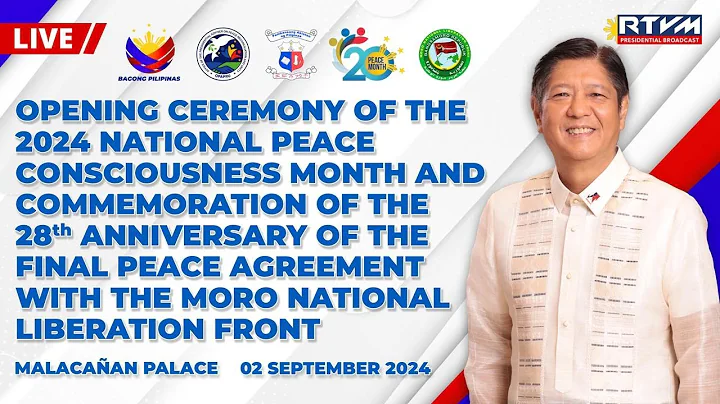 LIVE
BAGONG PILIPINAS
20
PEACE
MONTH
RTVM
PRESIDENTIAL BROADCAST
OPENING CEREMONY OF THE
2024 NATIONAL PEACE
CONSCIOUSNESS MONTH AND
COMMEMORATION OF THE
28th ANNIVERSARY OF THE
FINAL PEACE AGREEMENT
WITH THE MORO NATIONAL
LIBERATION FRONT
MALACAÑAN PALACE 02 SEPTEMBER 2024